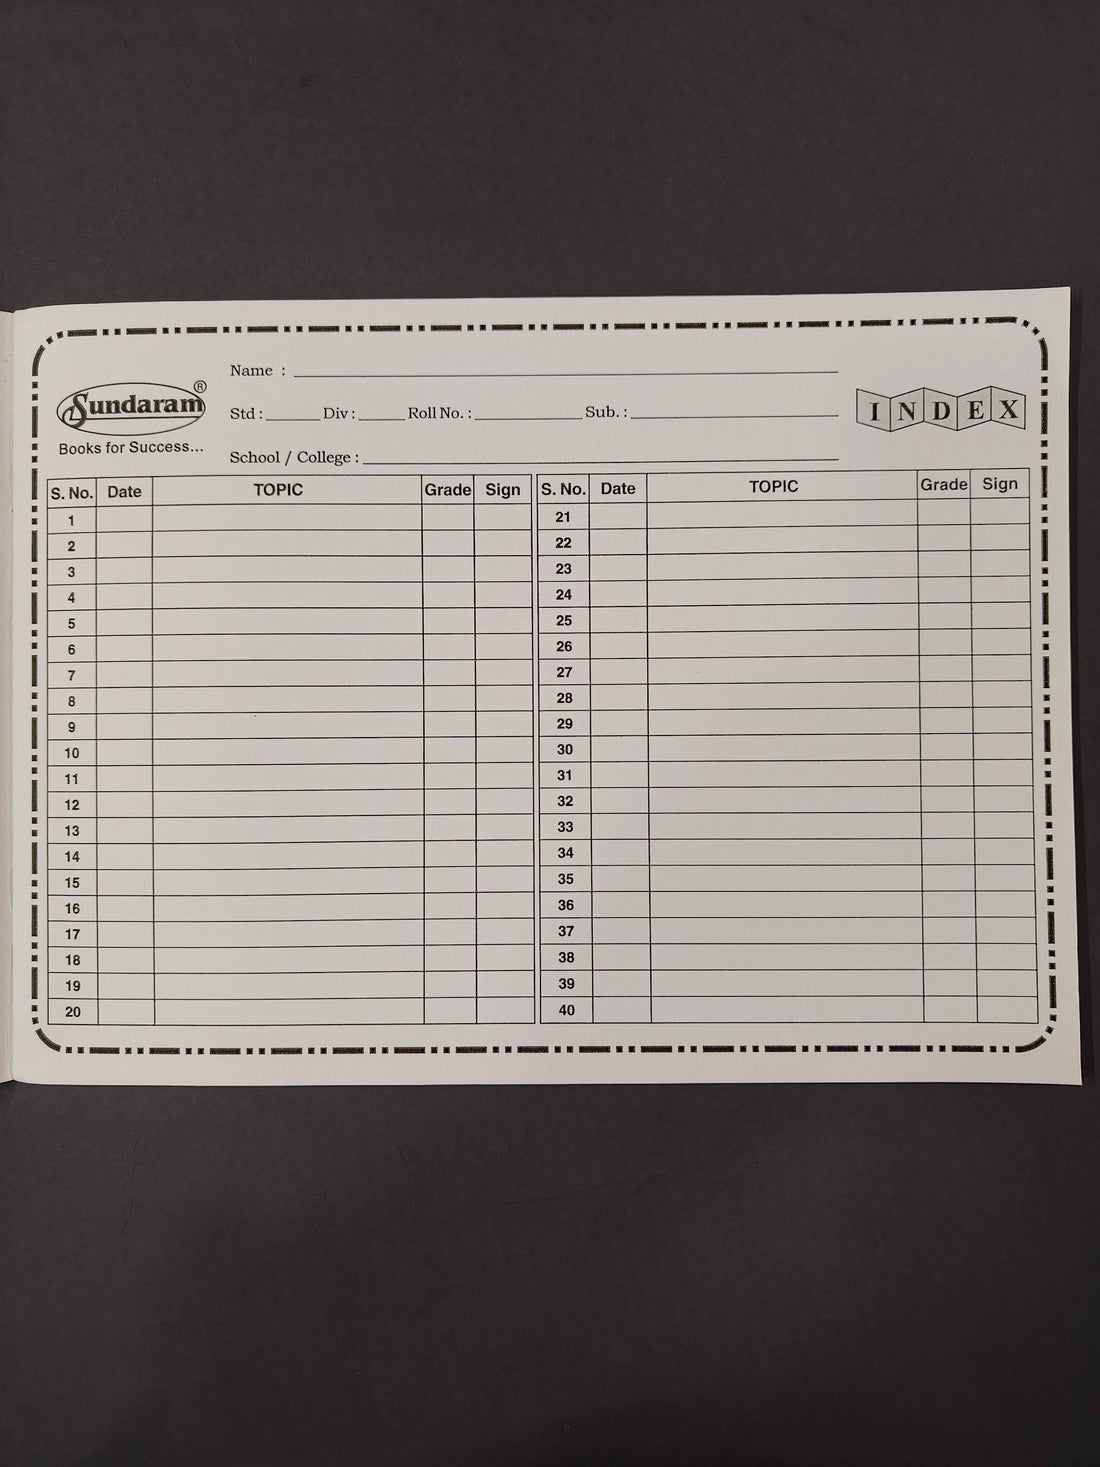 Sundaram®
Books for Success...
Name :
Std : Div : Roll No. : Sub. :
School / College :
INDEX
S. No. Date TOPIC Grade Sign S. No. Date TOPIC Grade Sign
1 21
2 22
3 23
4 24
5 25
6 26
7 27
8 28
9 29
10 30
11 31
12 32
13 33
14 34
15 35
16 36
17 37
18 38
19 39
20 40